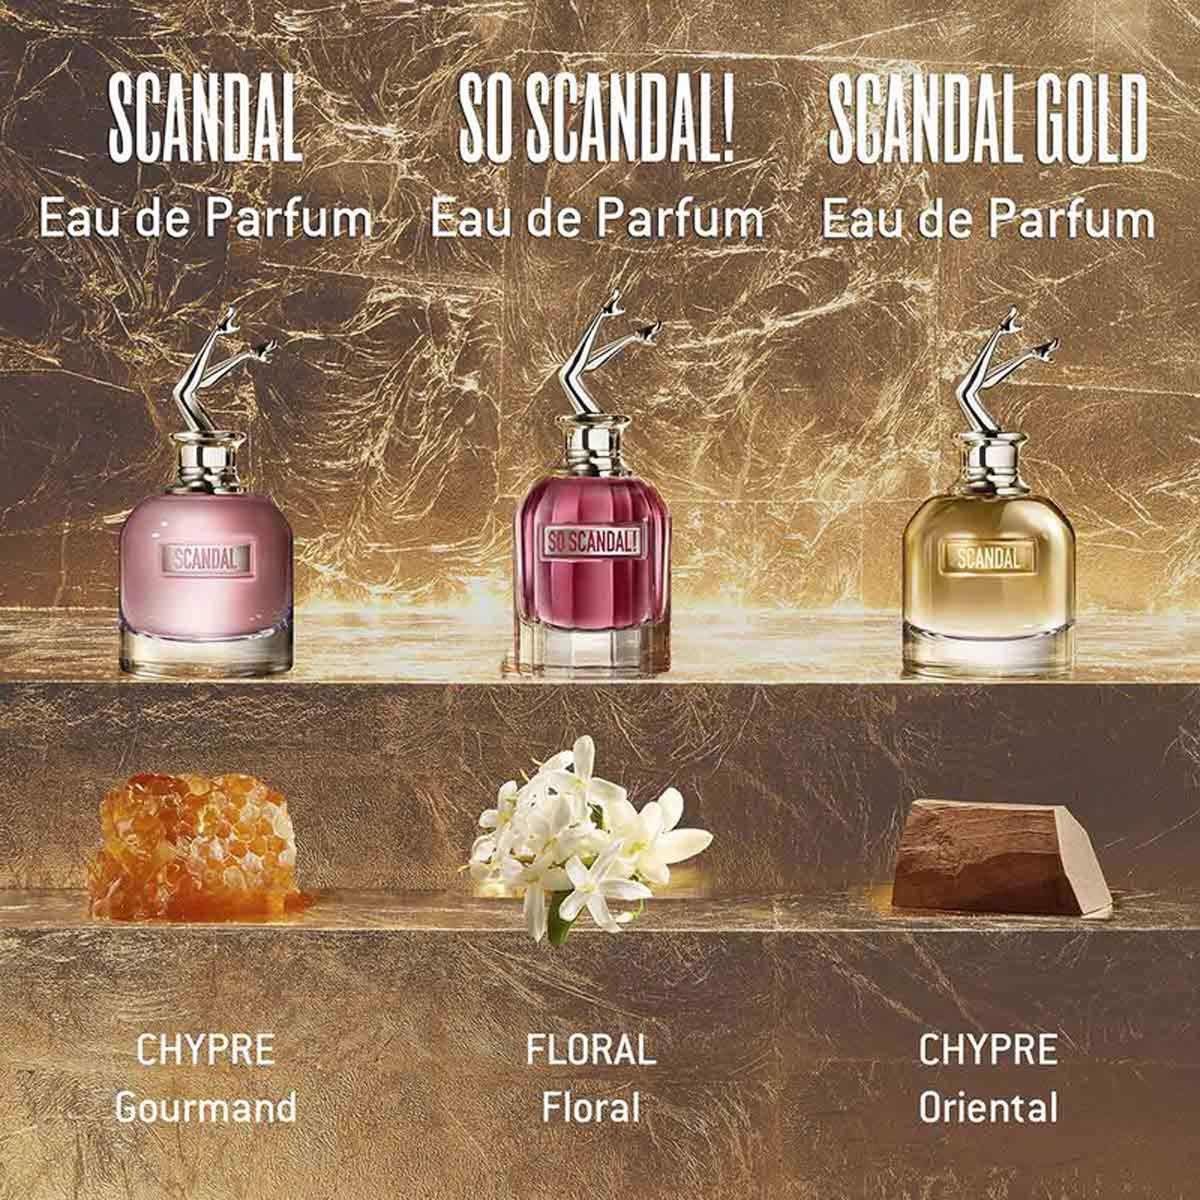 SCANDAL
Eau de Parfum
SO SCANDAL!
Eau de Parfum
SCANDAL GOLD
Eau de Parfum
SCANDAL
SO SCANDAL!
SCANDAL
CHYPRE
Gourmand
FLORAL
Floral
CHYPRE
Oriental